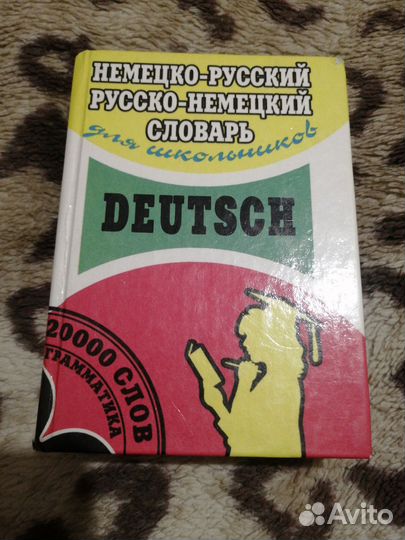 НЕМЕЦКО-РУССКИЙ
РУССКО-НЕМЕЦКИЙ
СЛОВАРЬ
для школьников
DEUTSCH
20000 СЛОВ
ГРАММАТИКА
Avito